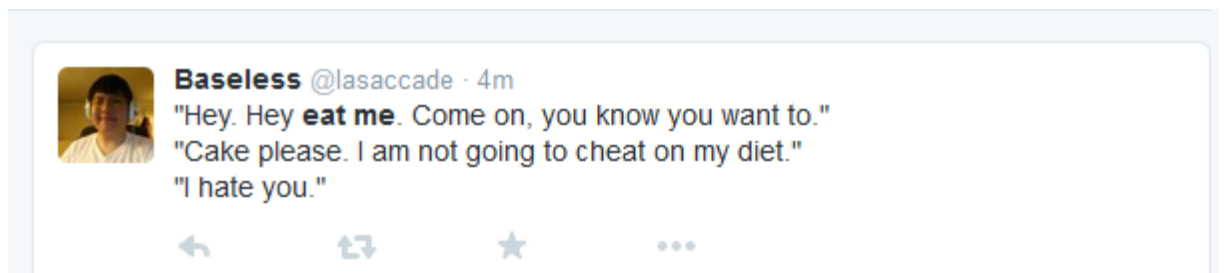 Baseless @lasaccade · 4m
"Hey. Hey eat me. Come on, you know you want to."
"Cake please. I am not going to cheat on my diet."
"I hate you."